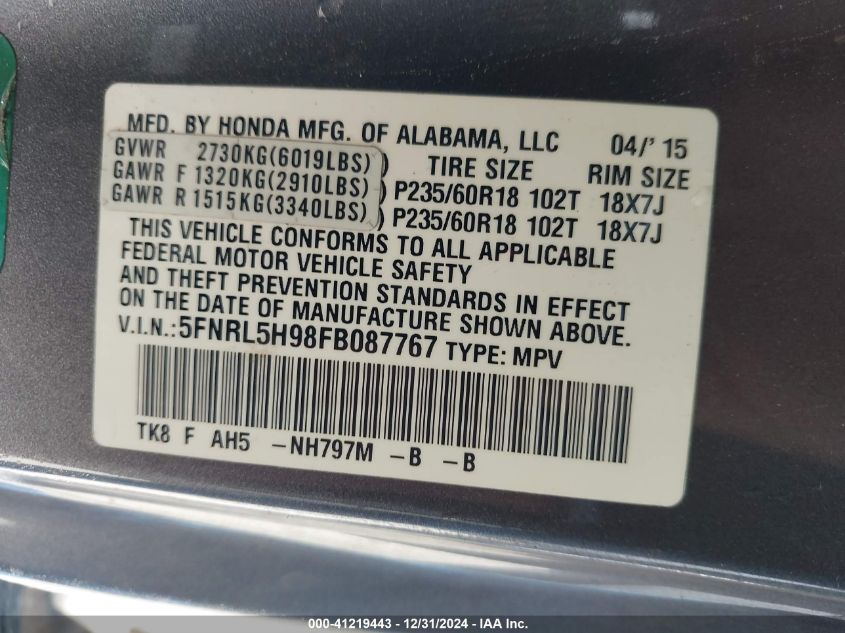 MFD. BY HONDA MFG. OF ALABAMA, LLC 04/' 15
GVWR 2730KG(6019LBS) TIRE SIZE RIM SIZE
GAWR F 1320KG(2910LBS) ) P235/60R18 102T 18X7J
GAWR R 1515KG(3340LBS) ) P235/60R18 102T 18X7J
THIS VEHICLE CONFORMS TO ALL APPLICABLE
FEDERAL MOTOR VEHICLE SAFETY
AND THEFT PREVENTION STANDARDS IN EFFECT
ON THE DATE OF MANUFACTURE SHOWN ABOVE.
V.I.N.:5FNRL5H98FB087767 TYPE: MPV
TK8 F AH5 -NH797M -B -B
000-41219443 - 12/31/2024 - IAA Inc.